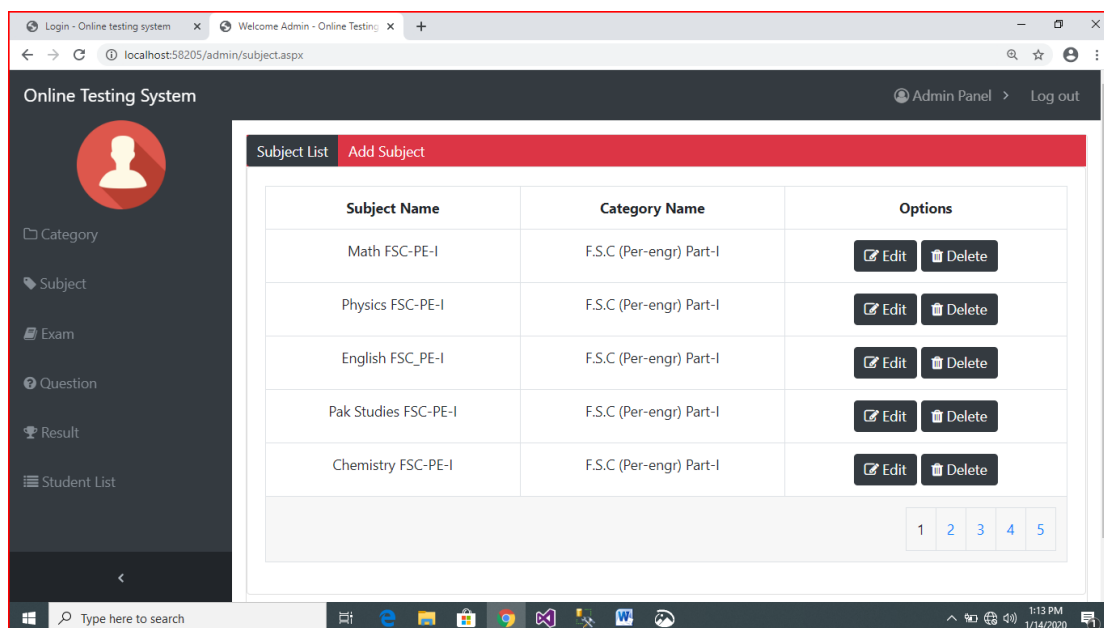 Login - Online testing system
Welcome Admin - Online Testing
localhost:58205/admin/subject.aspx
Online Testing System
Admin Panel > Log out
Subject List Add Subject
Subject Name Category Name Options
Math FSC-PE-I F.S.C (Per-engr) Part-I Edit Delete
Physics FSC-PE-I F.S.C (Per-engr) Part-I Edit Delete
English FSC_PE-I F.S.C (Per-engr) Part-I Edit Delete
Pak Studies FSC-PE-I F.S.C (Per-engr) Part-I Edit Delete
Chemistry FSC-PE-I F.S.C (Per-engr) Part-I Edit Delete
1 2 3 4 5
Category
Subject
Exam
Question
Result
Student List
Type here to search
1:13 PM
1/14/2020